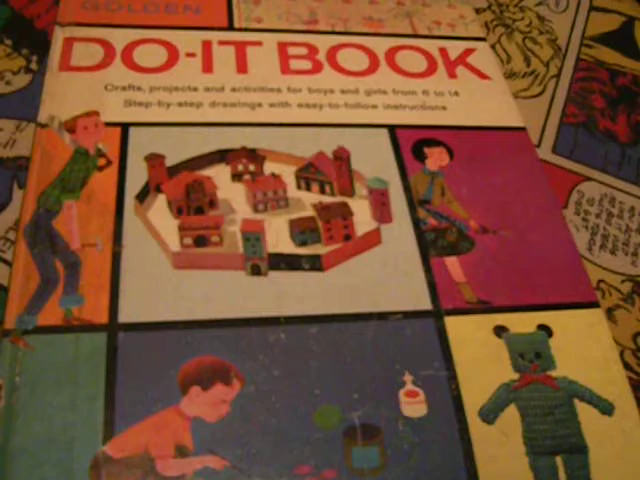 GOLDEN
DO-IT BOOK
Crafts, projects and activities for boys and girls from 6 to 14
Step-by-step drawings with easy-to-follow instructions